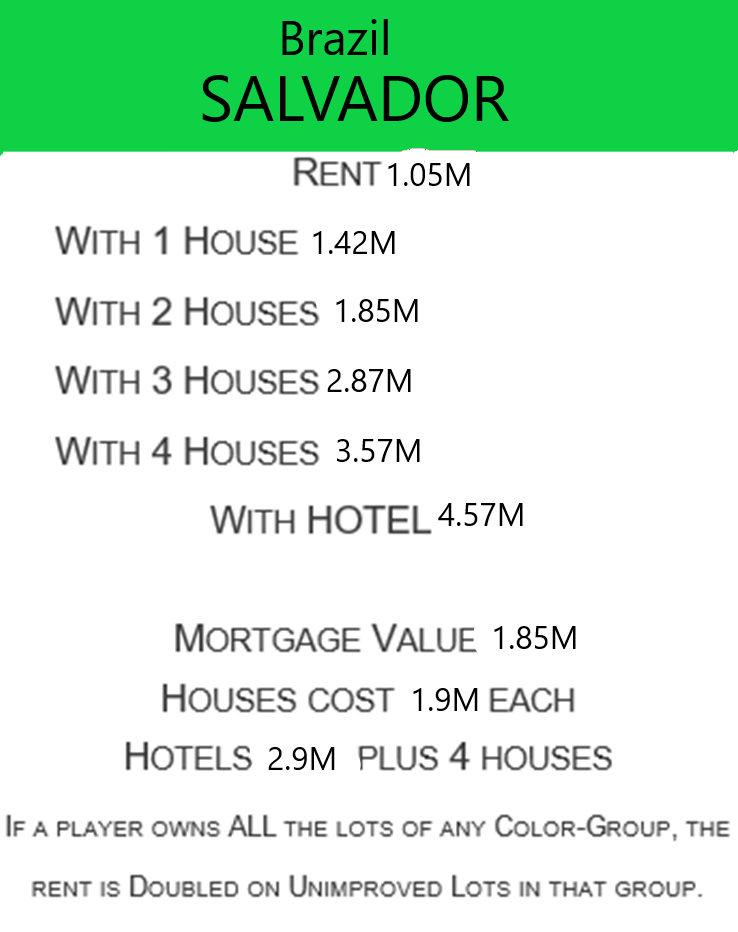 Brazil
SALVADOR
RENT 1.05M
WITH 1 HOUSE 1.42M
WITH 2 HOUSES 1.85M
WITH 3 HOUSES 2.87M
WITH 4 HOUSES 3.57M
WITH HOTEL 4.57M
MORTGAGE VALUE 1.85M
HOUSES COST 1.9M EACH
HOTELS 2.9M PLUS 4 HOUSES
IF A PLAYER OWNS ALL THE LOTS OF ANY COLOR-GROUP, THE
RENT IS DOUBLED ON UNIMPROVED LOTS IN THAT GROUP.